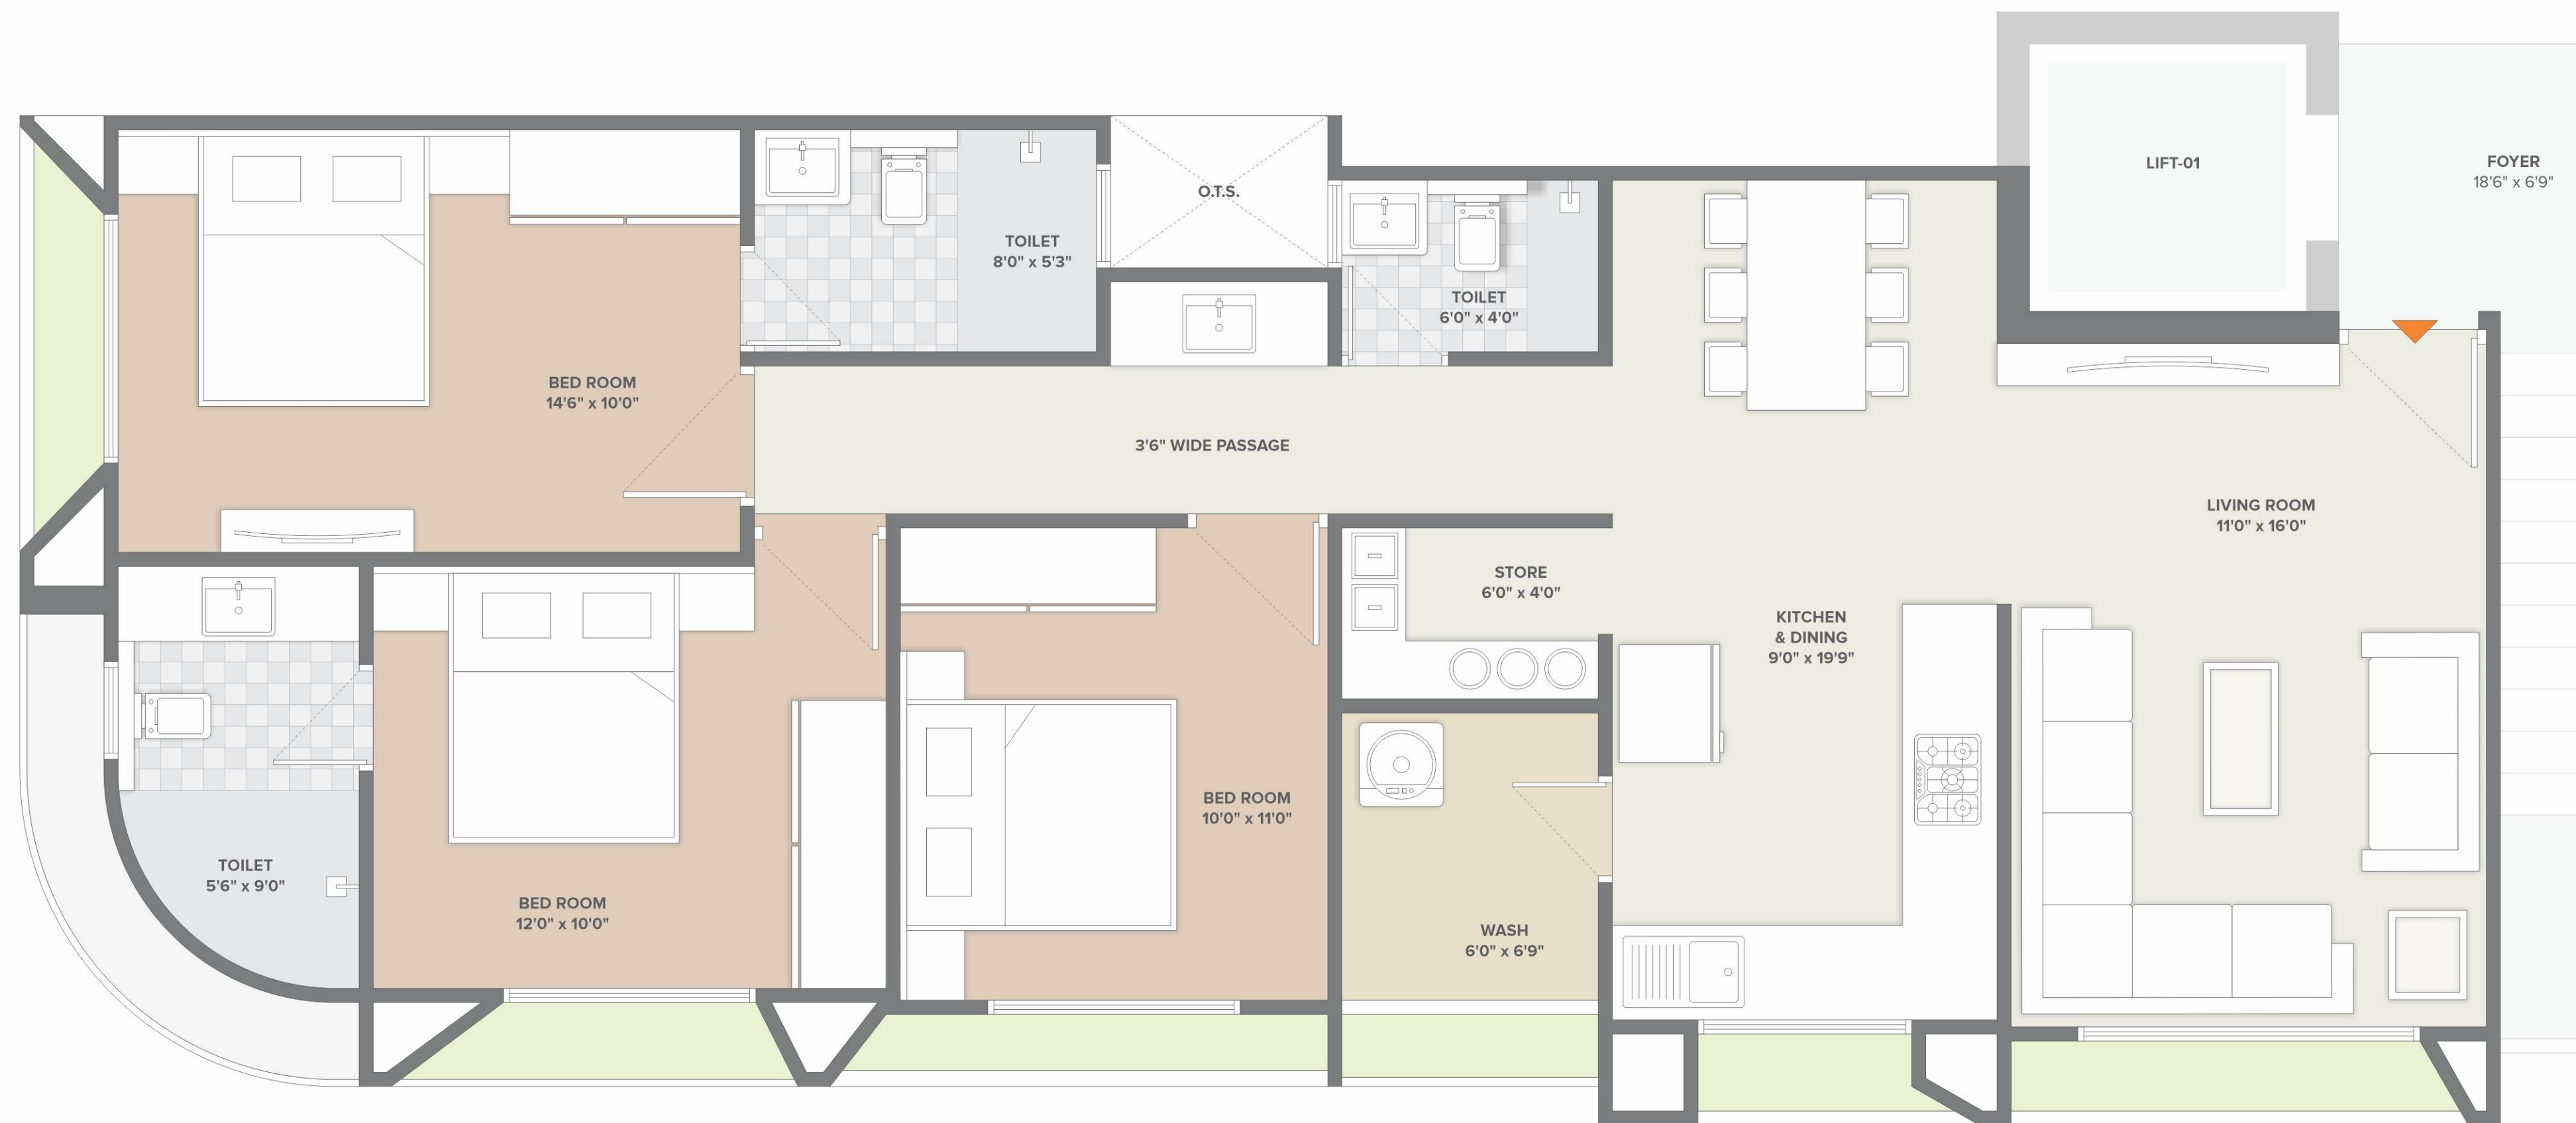 LIFT-01
FOYER
18'6" x 6'9"
O.T.S.
TOILET
8'0" x 5'3"
TOILET
6'0" x 4'0"
BED ROOM
14'6" x 10'0"
3'6" WIDE PASSAGE
LIVING ROOM
11'0" x 16'0"
STORE
6'0" x 4'0"
KITCHEN
& DINING
9'0" x 19'9"
BED ROOM
10'0" x 11'0"
TOILET
5'6" x 9'0"
BED ROOM
12'0" x 10'0"
WASH
6'0" x 6'9"